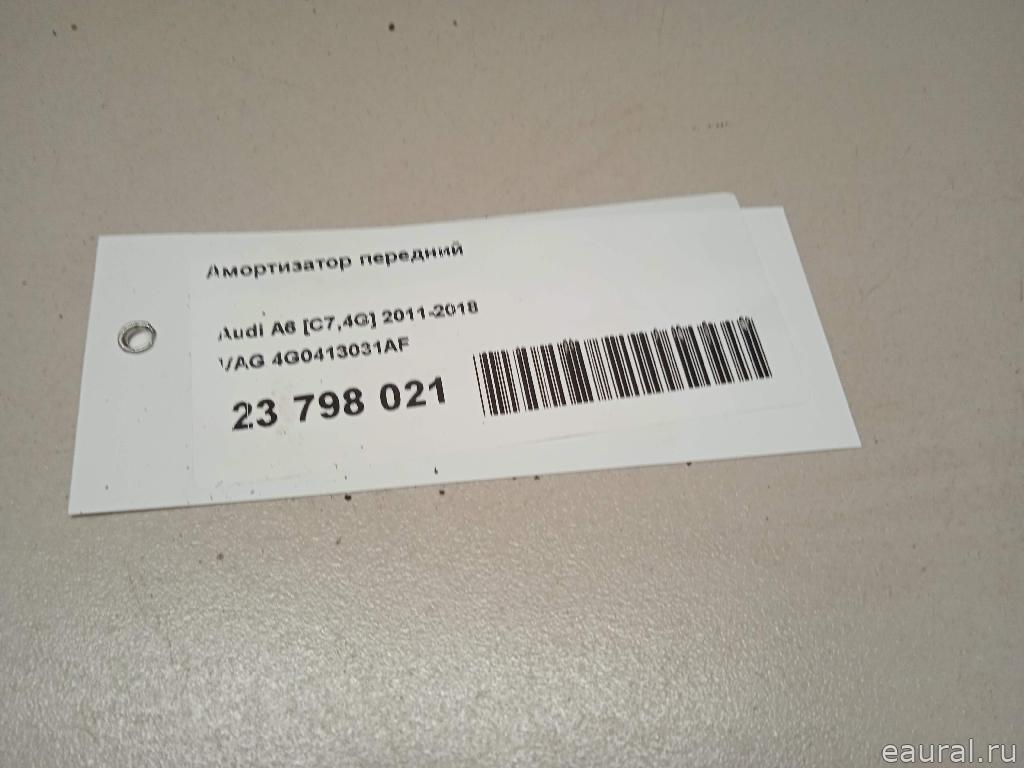 Амортизатор передний
Audi A6 [C7,4G] 2011-2018
VAG 4G0413031AF
23 798 021
eaural.ru